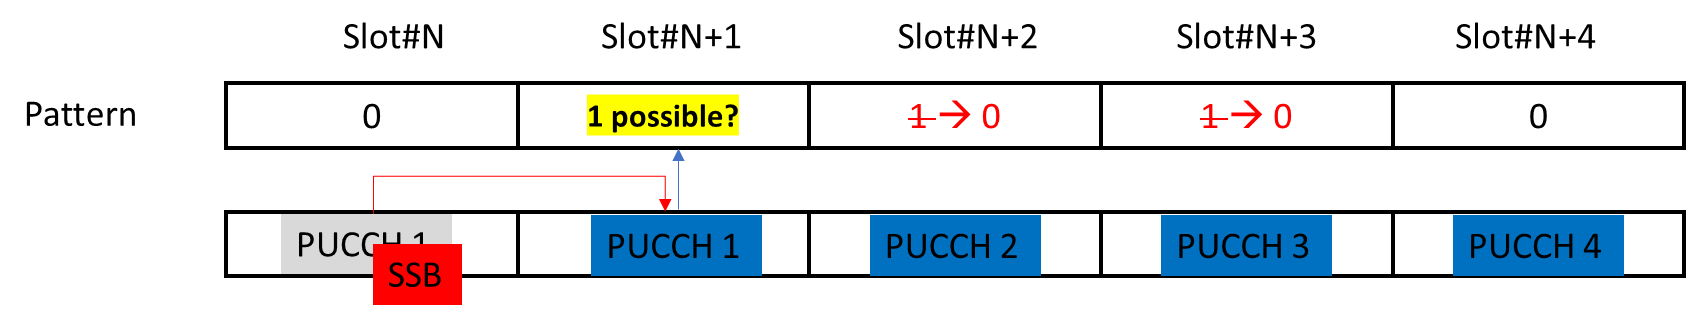 Slot#N Slot#N+1 Slot#N+2 Slot#N+3 Slot#N+4
Pattern 0 1 possible? 1 → 0 1 → 0 0
PUCCH 1 PUCCH 1 PUCCH 2 PUCCH 3 PUCCH 4
SSB